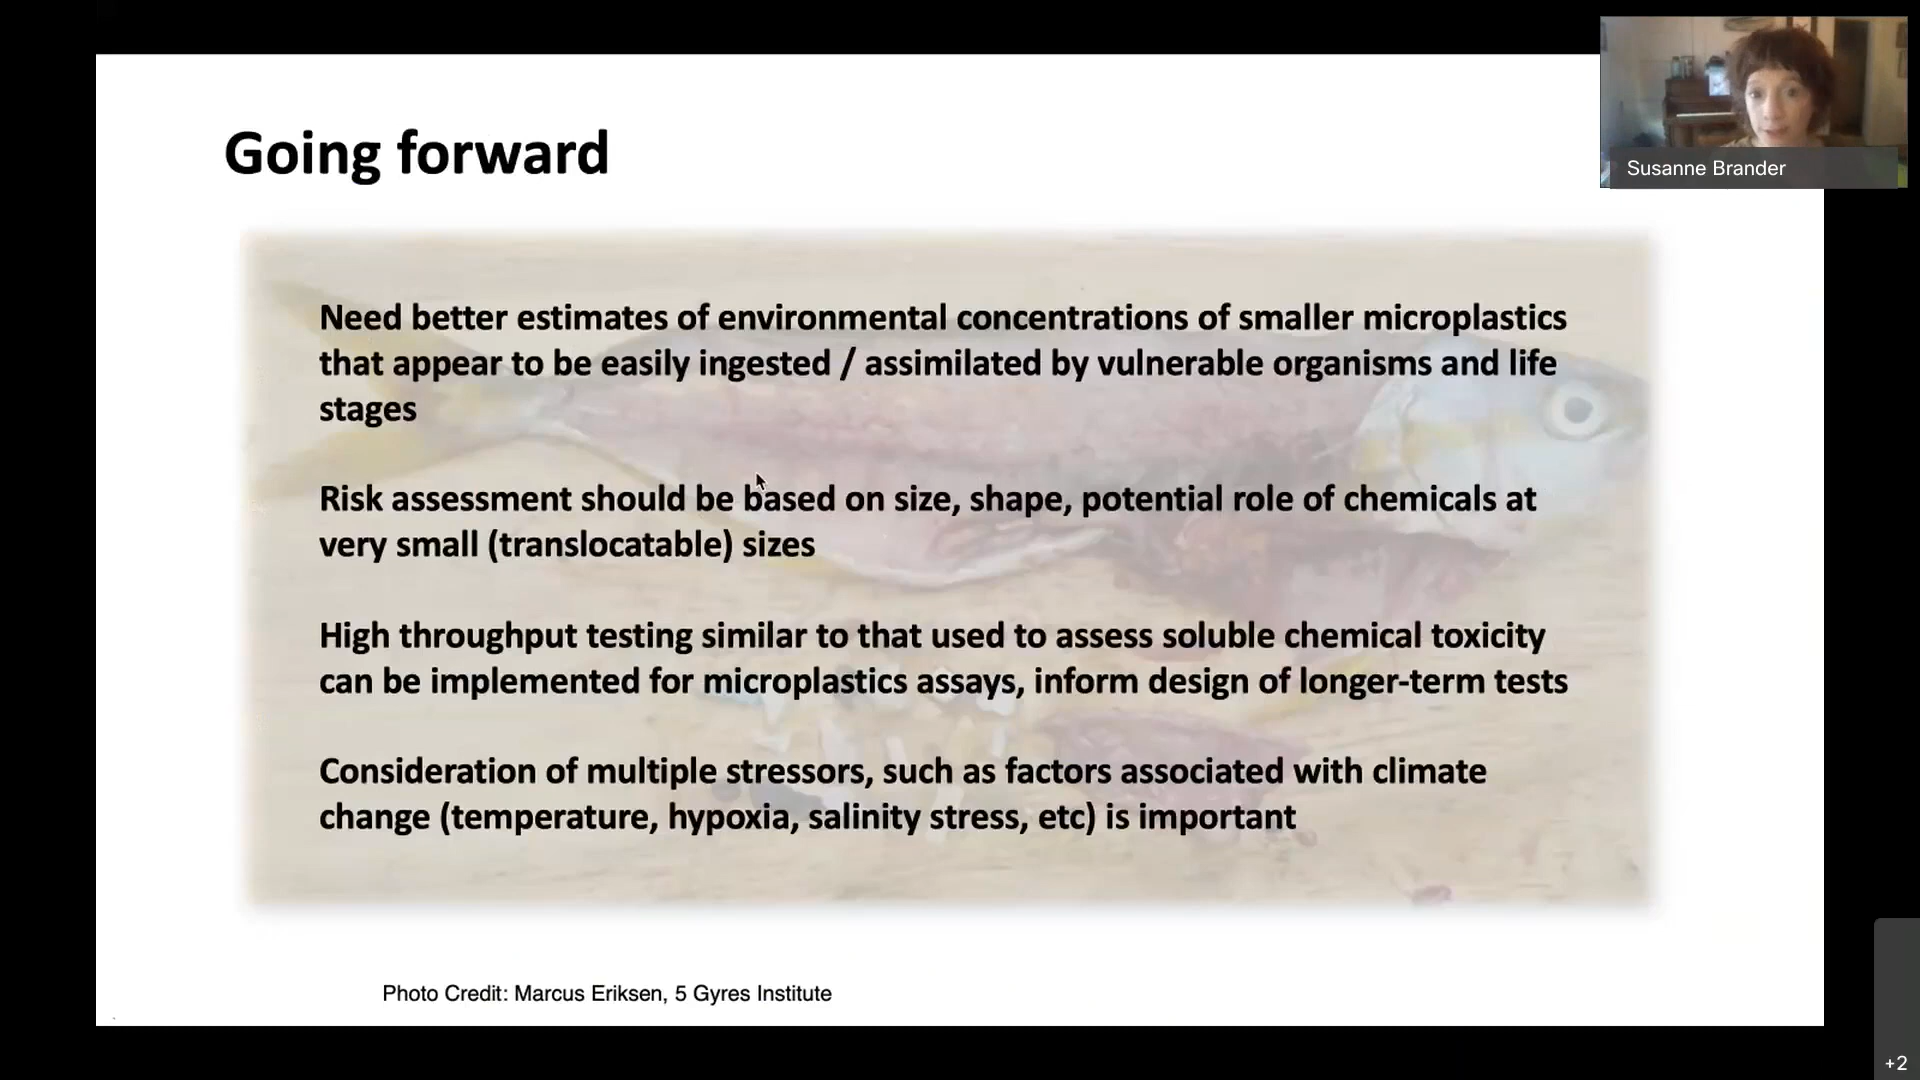 Going forward
Susanne Brander
Need better estimates of environmental concentrations of smaller microplastics
that appear to be easily ingested / assimilated by vulnerable organisms and life
stages
Risk assessment should be based on size, shape, potential role of chemicals at
very small (translocatable) sizes
High throughput testing similar to that used to assess soluble chemical toxicity
can be implemented for microplastics assays, inform design of longer-term tests
Consideration of multiple stressors, such as factors associated with climate
change (temperature, hypoxia, salinity stress, etc) is important
Photo Credit: Marcus Eriksen, 5 Gyres Institute
+2